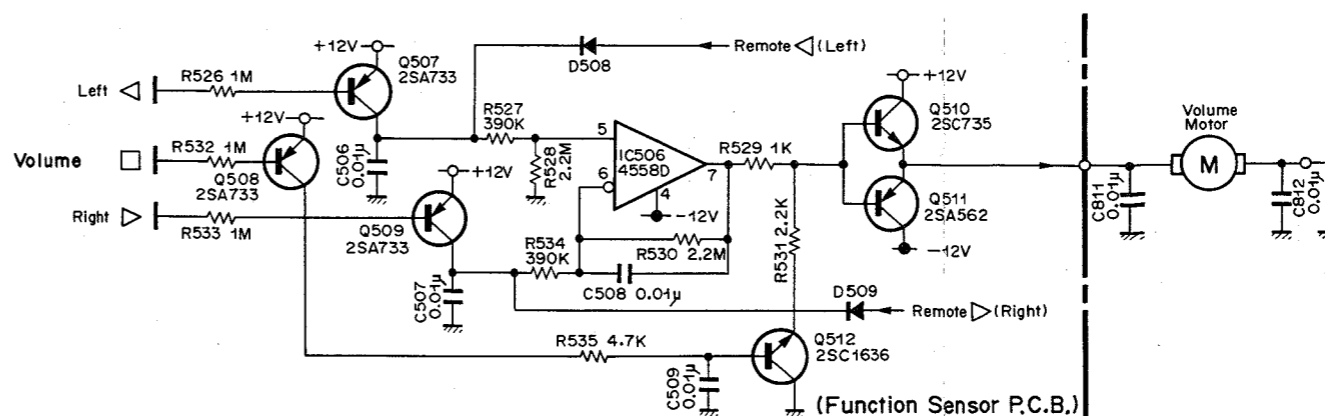 +12V
Q507
2SA733
D508
Remote ◁ (Left)
R526 1M
Left ◁
+12V
R527
390K
+12V
Q510
2SC735
Volume
Motor
Volume □
R532 1M
Q508
2SA733
C506
0.01μ
+12V
R528
2.2M
5
6
IC506
4558D
7
4
-12V
R529 1K
M
Q511
2SA562
-12V
C811
0.01μ
C812
0.01μ
Right ▷
R533 1M
Q509
2SA733
R534
390K
R530 2.2M
R531 2.2K
C507
0.01μ
C508 0.01μ
D509
Remote ▷ (Right)
R535 4.7K
Q512
2SC1636
C509
0.01μ
(Function Sensor P.C.B.)